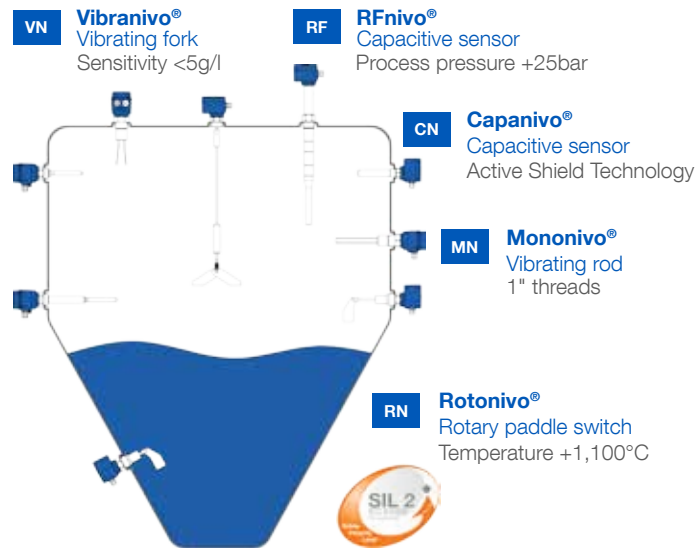 VN
Vibranivo®
Vibrating fork
Sensitivity <5g/l
RF
RFnivo®
Capacitive sensor
Process pressure +25bar
CN
Capanivo®
Capacitive sensor
Active Shield Technology
MN
Mononivo®
Vibrating rod
1" threads
RN
Rotonivo®
Rotary paddle switch
Temperature +1,100°C
SIL 2